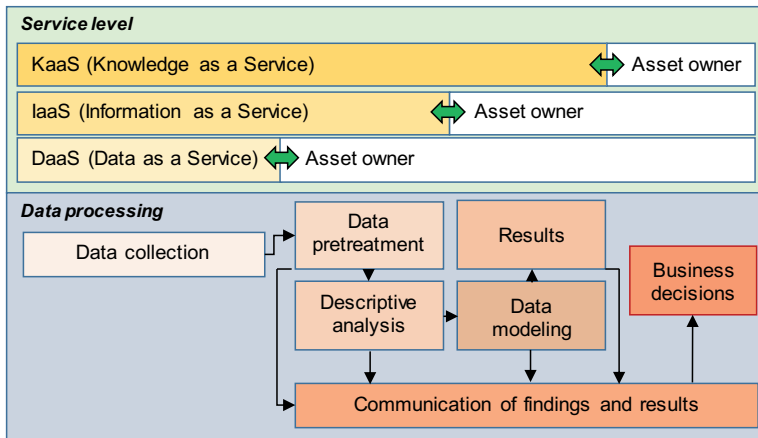 Service level
KaaS (Knowledge as a Service)
Asset owner
IaaS (Information as a Service)
Asset owner
DaaS (Data as a Service)
Asset owner
Data processing
Data collection
Data
pretreatment
Results
Business
decisions
Descriptive
analysis
Data
modeling
Communication of findings and results